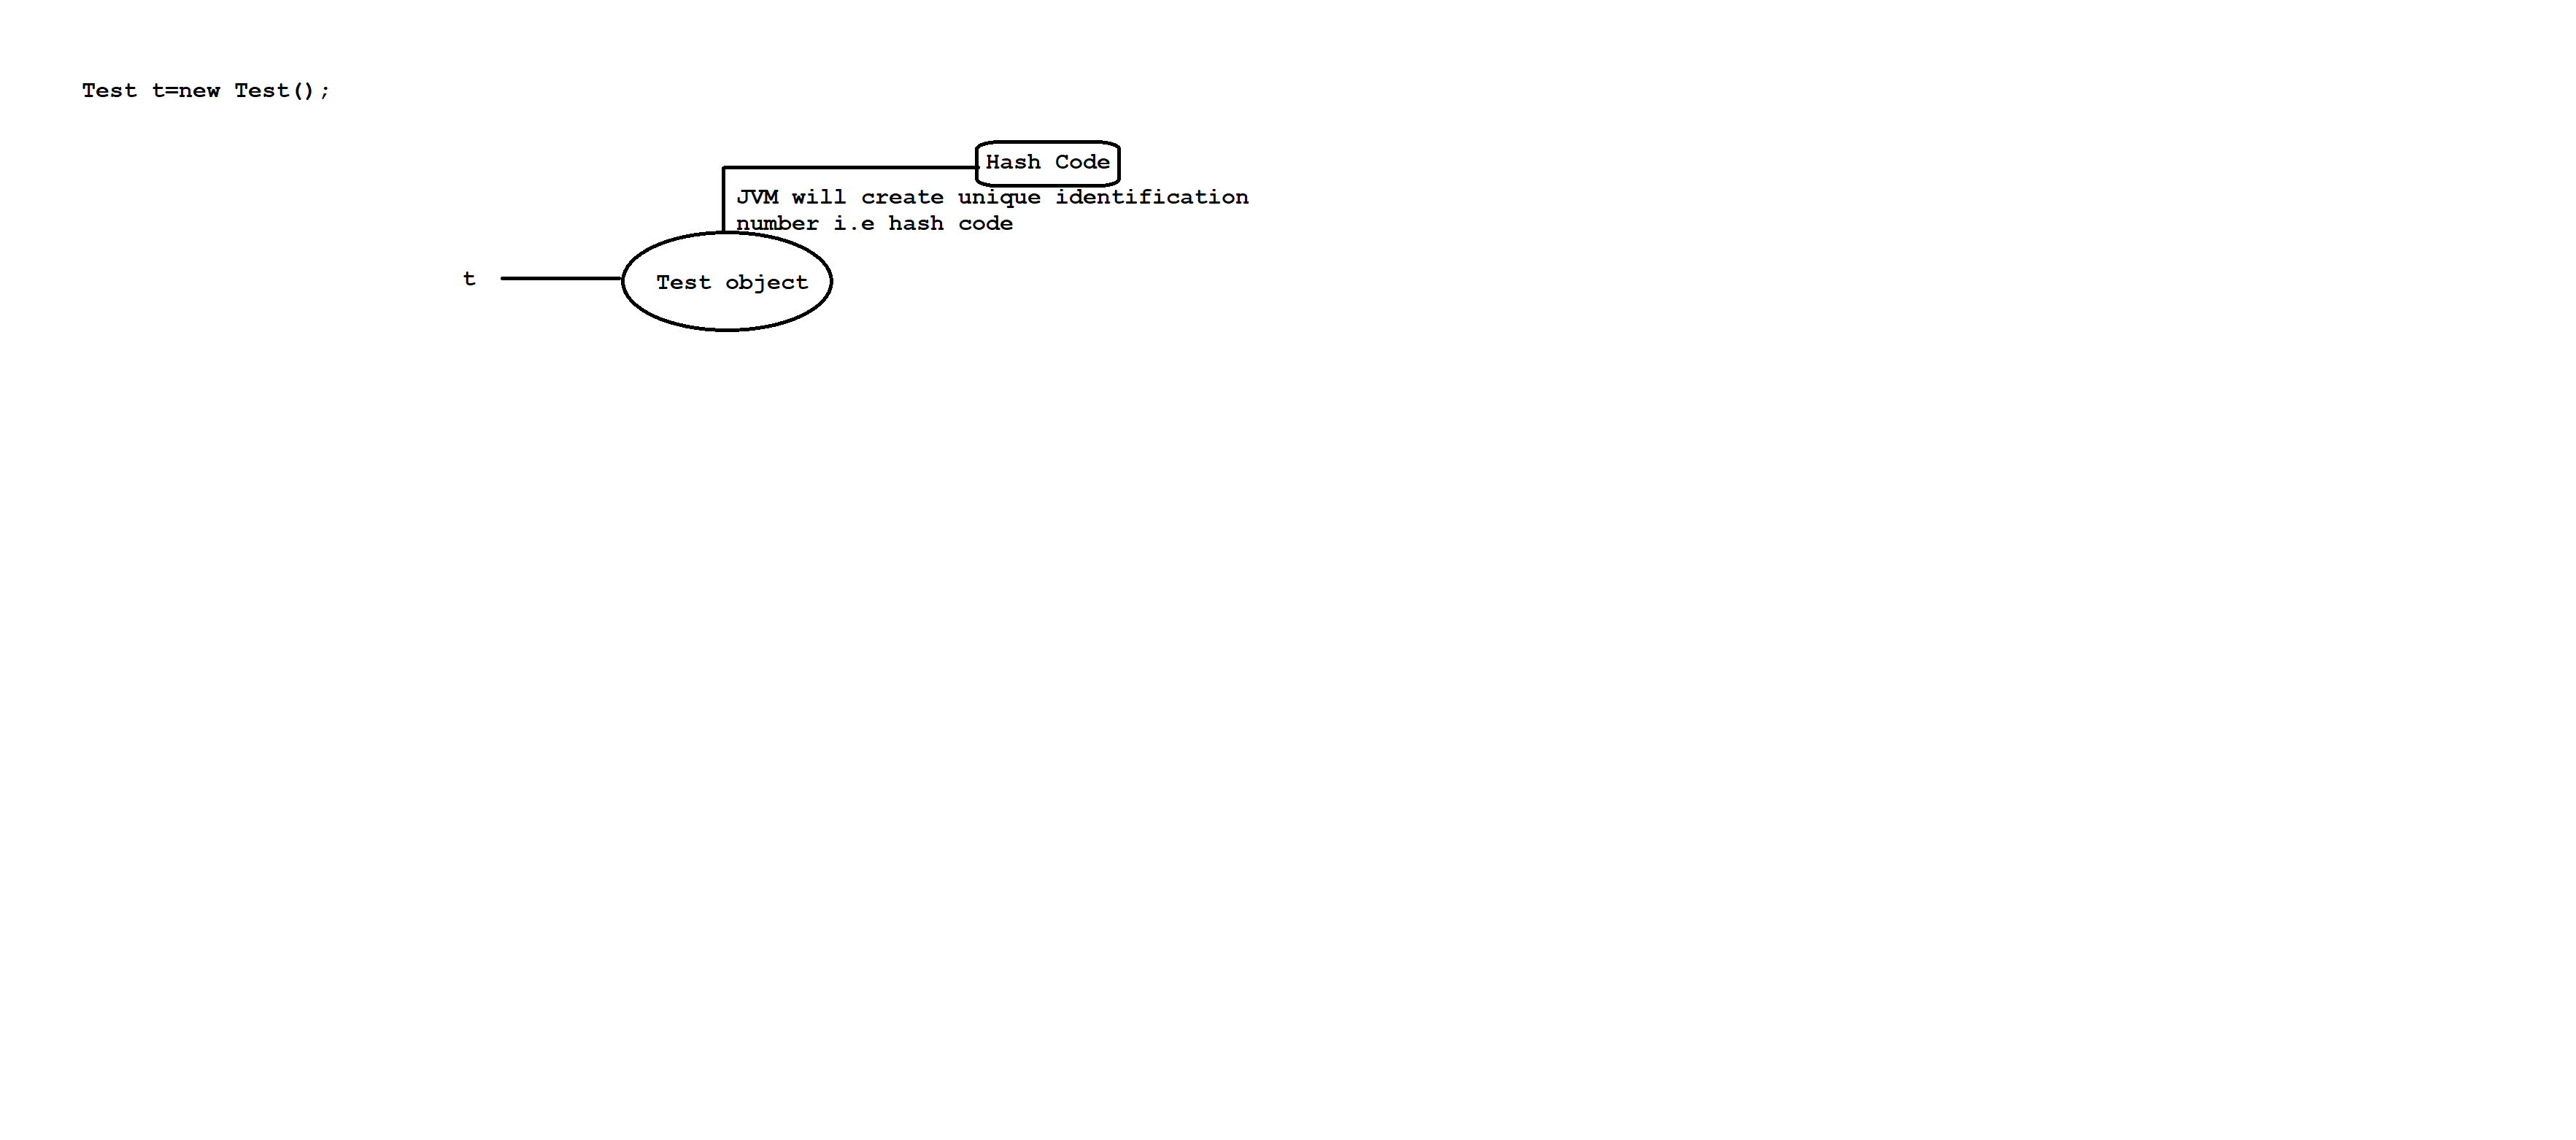 Test t=new Test();
Hash Code
JVM will create unique identification
number i.e hash code
t
Test object